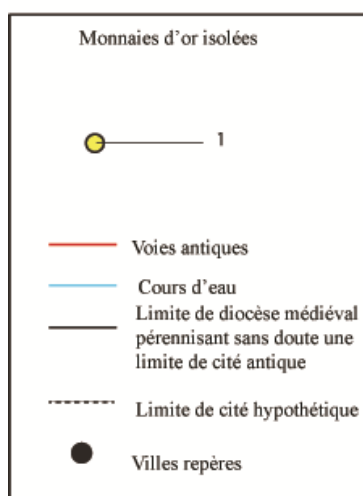 Monnaies d'or isolées
1
Voies antiques
Cours d'eau
Limite de diocèse médiéval
pérennisant sans doute une
limite de cité antique
Limite de cité hypothétique
Villes repères